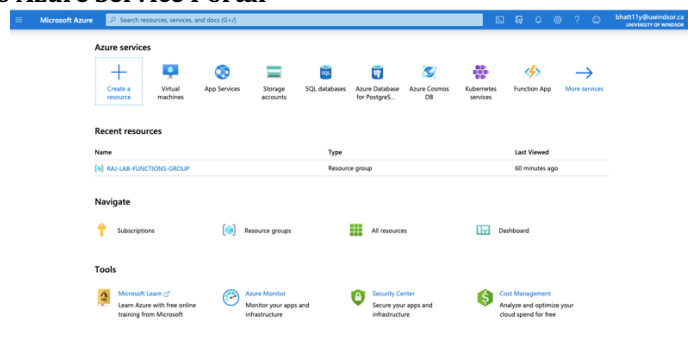 Azure Service Portal
Microsoft Azure
Search resources, services, and docs (G+/)
bhatt11y@uwindsor.ca
UNIVERSITY OF WINDSOR
Azure services
Create a resource
Virtual machines
App Services
Storage accounts
SQL databases
Azure Database for PostgreS...
Azure Cosmos DB
Kubernetes services
Function App
More services
Recent resources
Name Type Last Viewed
RAJ-LAB-FUNCTIONS-GROUP Resource group 60 minutes ago
Navigate
Subscriptions Resource groups All resources Dashboard
Tools
Microsoft Learn
Learn Azure with free online
training from Microsoft
Azure Monitor
Monitor your apps and
infrastructure
Security Center
Secure your apps and
infrastructure
Cost Management
Analyze and optimize your
cloud spend for free